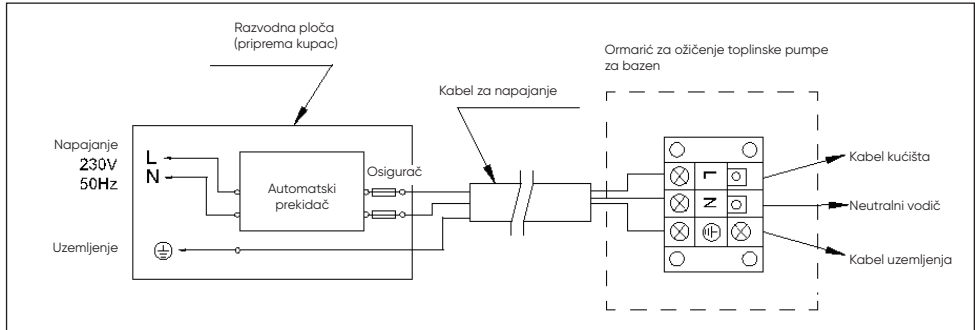 Razvodna ploča
(priprema kupac)
Ormarić za ožičenje toplinske pumpe
za bazen
Kabel za napajanje
Napajanje
230V
50Hz
L
N
Osigurač
Automatski
prekidač
Uzemljenje
L
N
Kabel kućišta
Neutralni vodič
Kabel uzemljenja